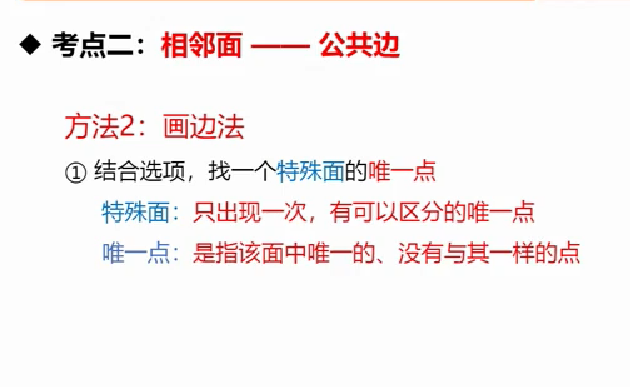 ◆ 考点二：相邻面 —— 公共边
方法2：画边法
① 结合选项，找一个特殊面的唯一点
特殊面：只出现一次，有可以区分的唯一点
唯一点：是指该面中唯一的、没有与其一样的点